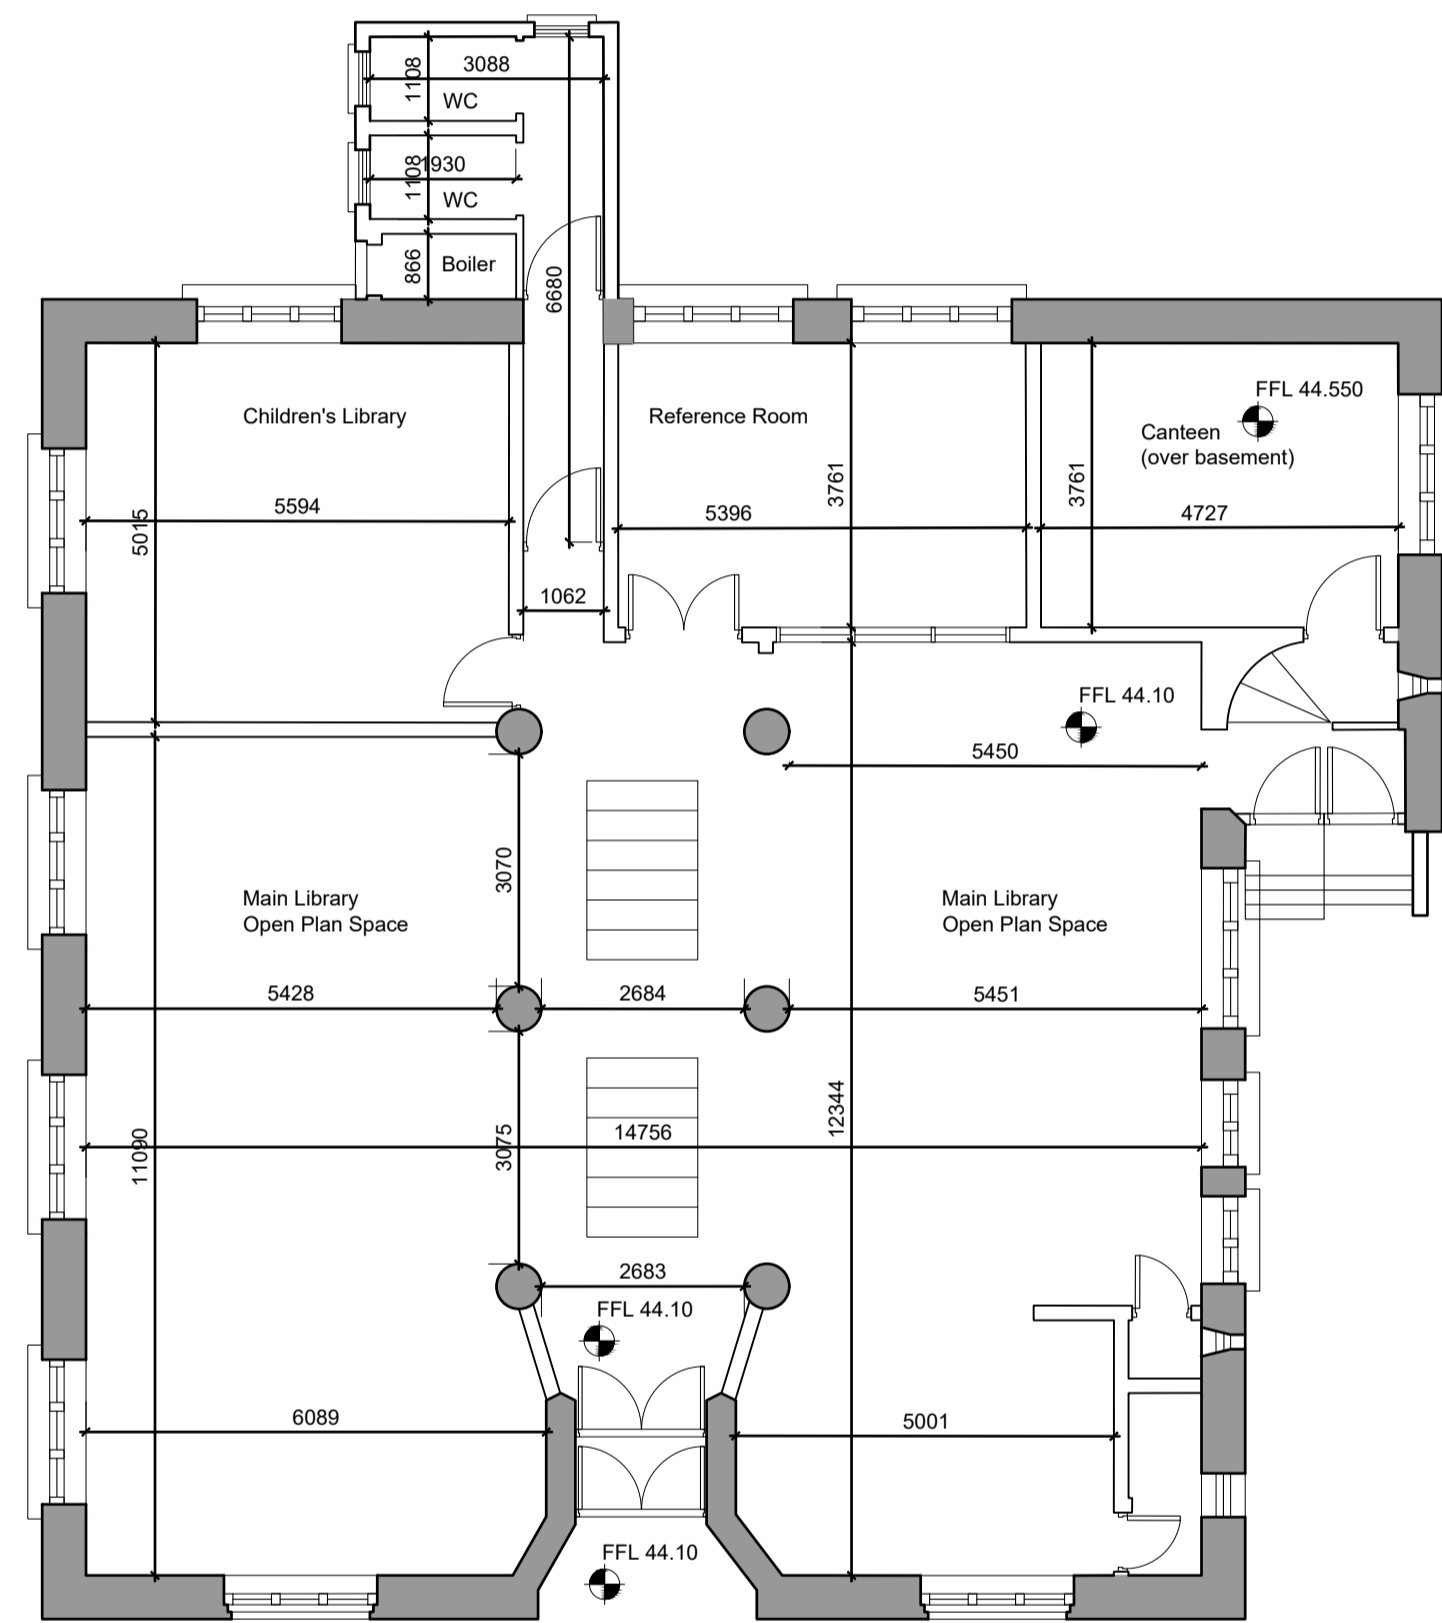 3088
1108
WC
1930
1108
WC
866
Boiler
6680
FFL 44.550
Children's Library
Reference Room
Canteen
(over basement)
5015
5594
5396
3761
3761
4727
1062
FFL 44.10
5450
3070
Main Library
Open Plan Space
Main Library
Open Plan Space
5428
2684
5451
11090
3075
14756
12344
2683
FFL 44.10
6089
5001
FFL 44.10